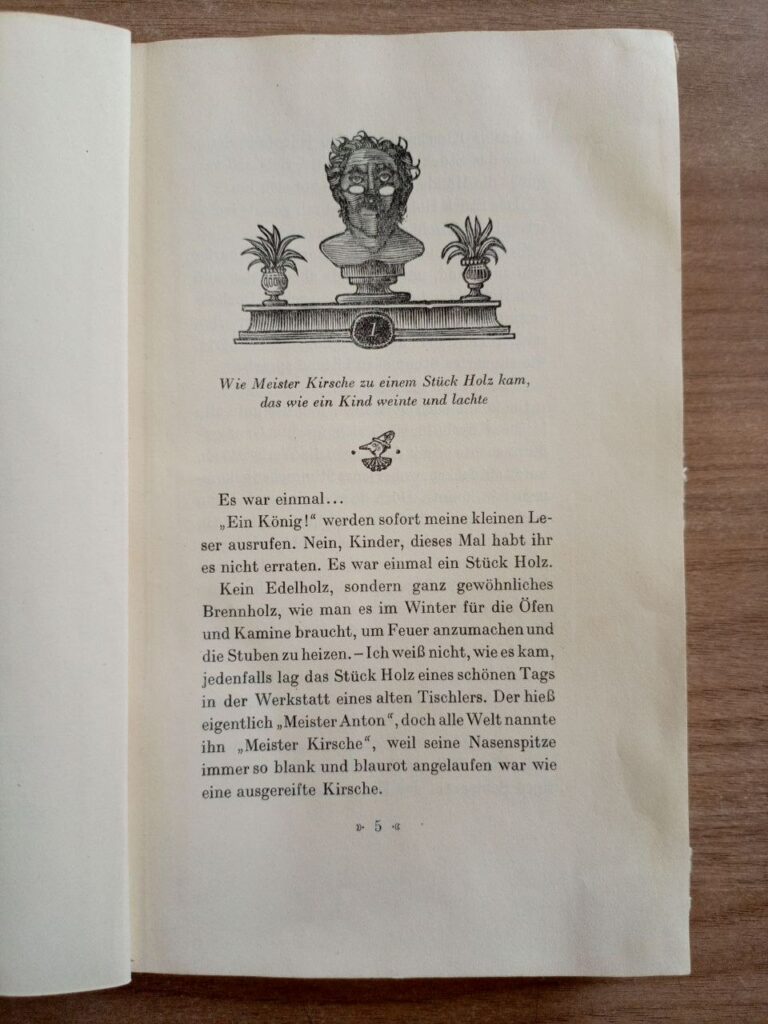 1
Wie Meister Kirsche zu einem Stück Holz kam,
das wie ein Kind weinte und lachte
Es war einmal...
„Ein König!“ werden sofort meine kleinen Le-
ser ausrufen. Nein, Kinder, dieses Mal habt ihr
es nicht erraten. Es war einmal ein Stück Holz.
Kein Edelholz, sondern ganz gewöhnliches
Brennholz, wie man es im Winter für die Öfen
und Kamine braucht, um Feuer anzumachen und
die Stuben zu heizen. – Ich weiß nicht, wie es kam,
jedenfalls lag das Stück Holz eines schönen Tags
in der Werkstatt eines alten Tischlers. Der hieß
eigentlich „Meister Anton“, doch alle Welt nannte
ihn „Meister Kirsche“, weil seine Nasenspitze
immer so blank und blaurot angelaufen war wie
eine ausgereifte Kirsche.
5